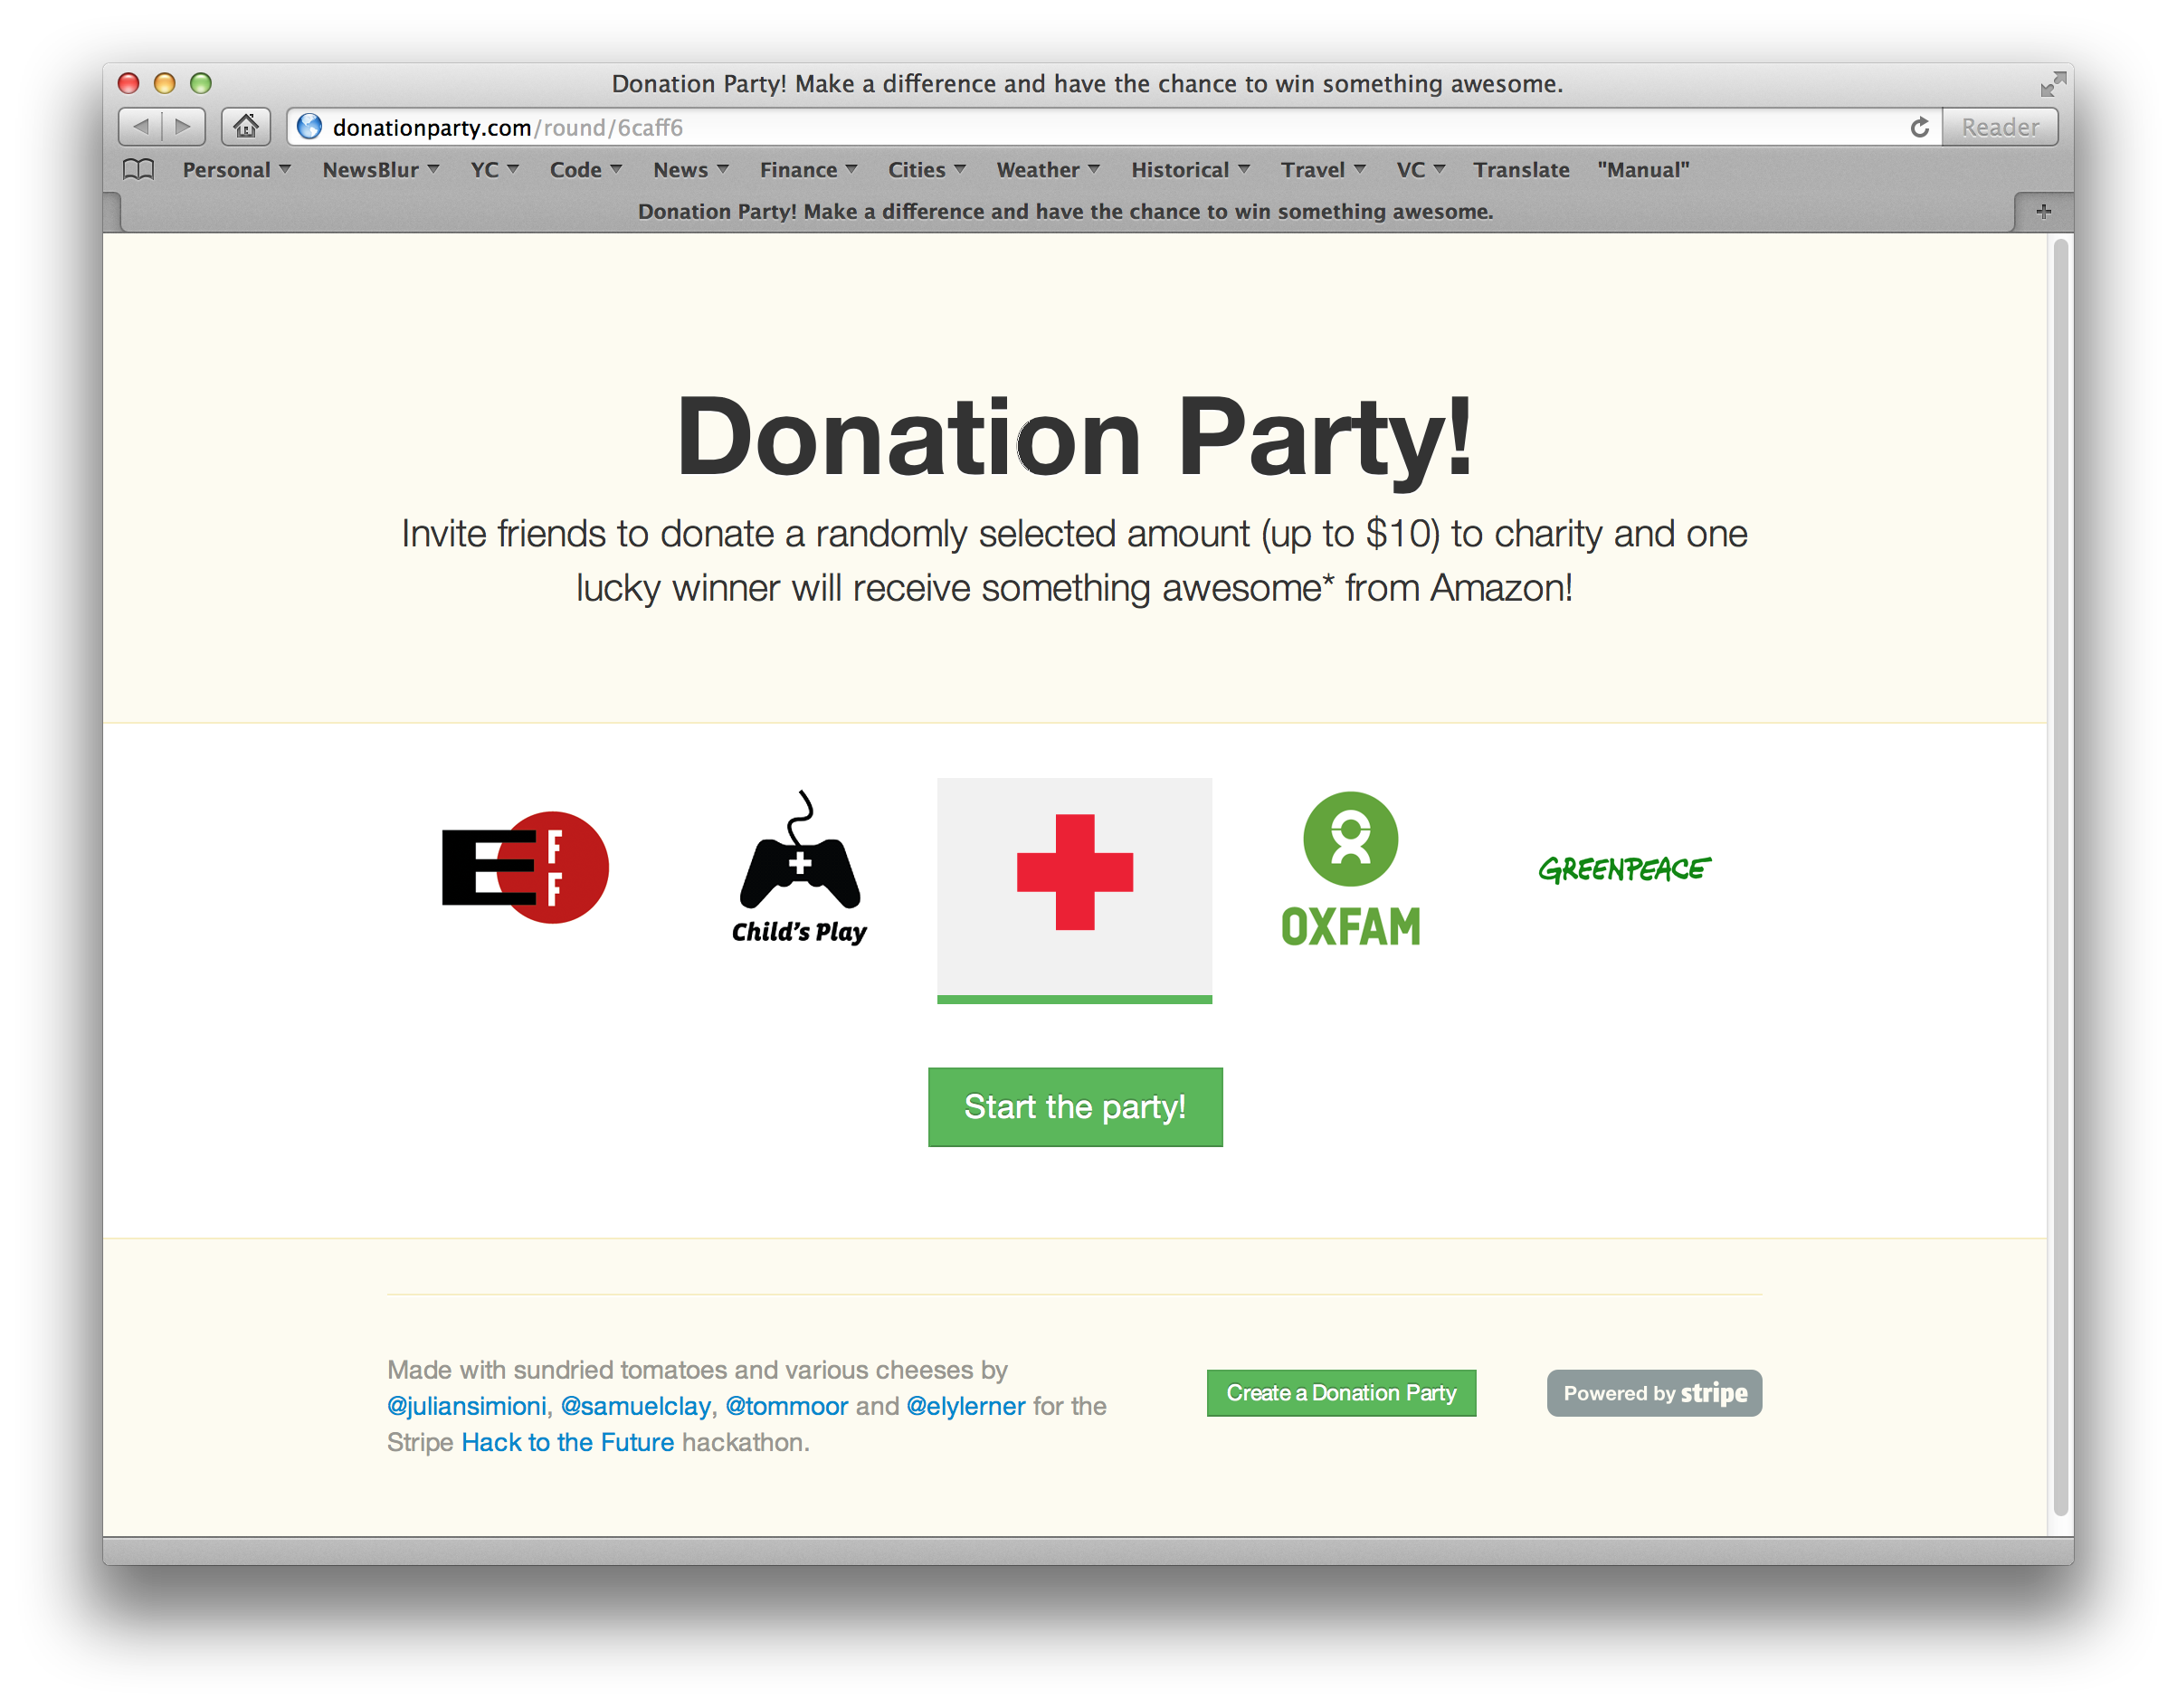 Donation Party! Make a difference and have the chance to win something awesome.
donationparty.com/round/6caff6
Reader
Personal NewsBlur YC Code News Finance Cities Weather Historical Travel VC Translate "Manual"
Donation Party! Make a difference and have the chance to win something awesome.
Donation Party!
Invite friends to donate a randomly selected amount (up to $10) to charity and one
lucky winner will receive something awesome* from Amazon!
E F F
Child's Play
OXFAM
GREENPEACE
Start the party!
Made with sundried tomatoes and various cheeses by
@juliansimioni, @samuelclay, @tommoor and @elylerner for the
Stripe Hack to the Future hackathon.
Create a Donation Party
Powered by stripe